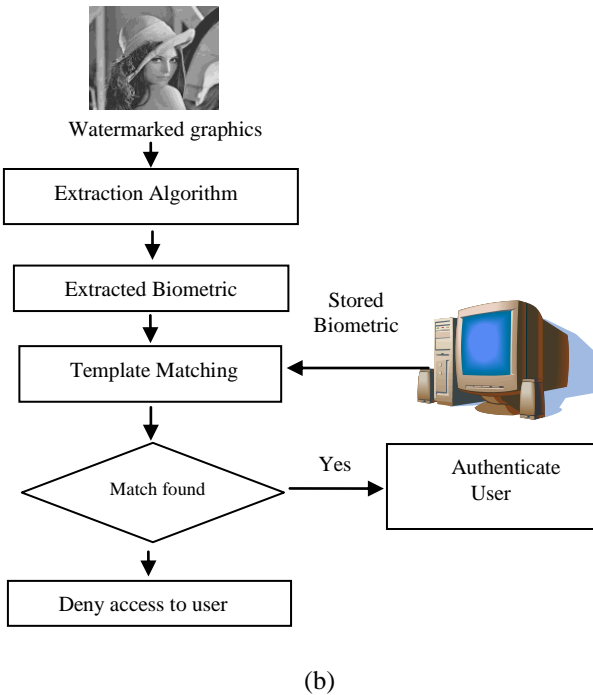 Watermarked graphics
Extraction Algorithm
Extracted Biometric
Stored
Biometric
Template Matching
Match found
Yes
Authenticate
User
Deny access to user
(b)